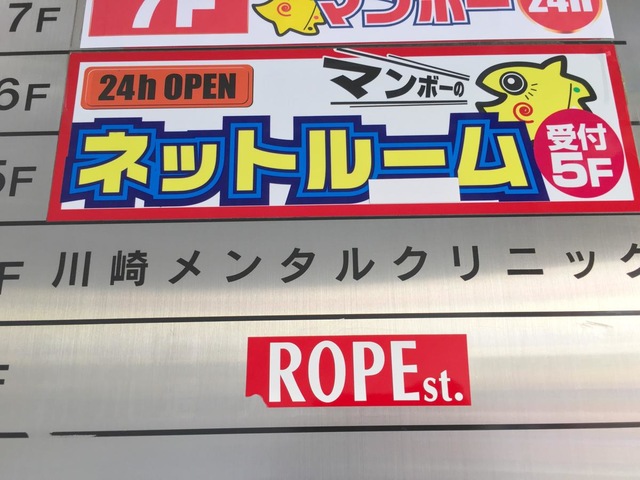 7F
7F
マンボー
24h
6F
24h OPEN
マンボーの
ネットルーム
受付
5F
5F
F
川崎メンタルクリニック
F
ROPE st.